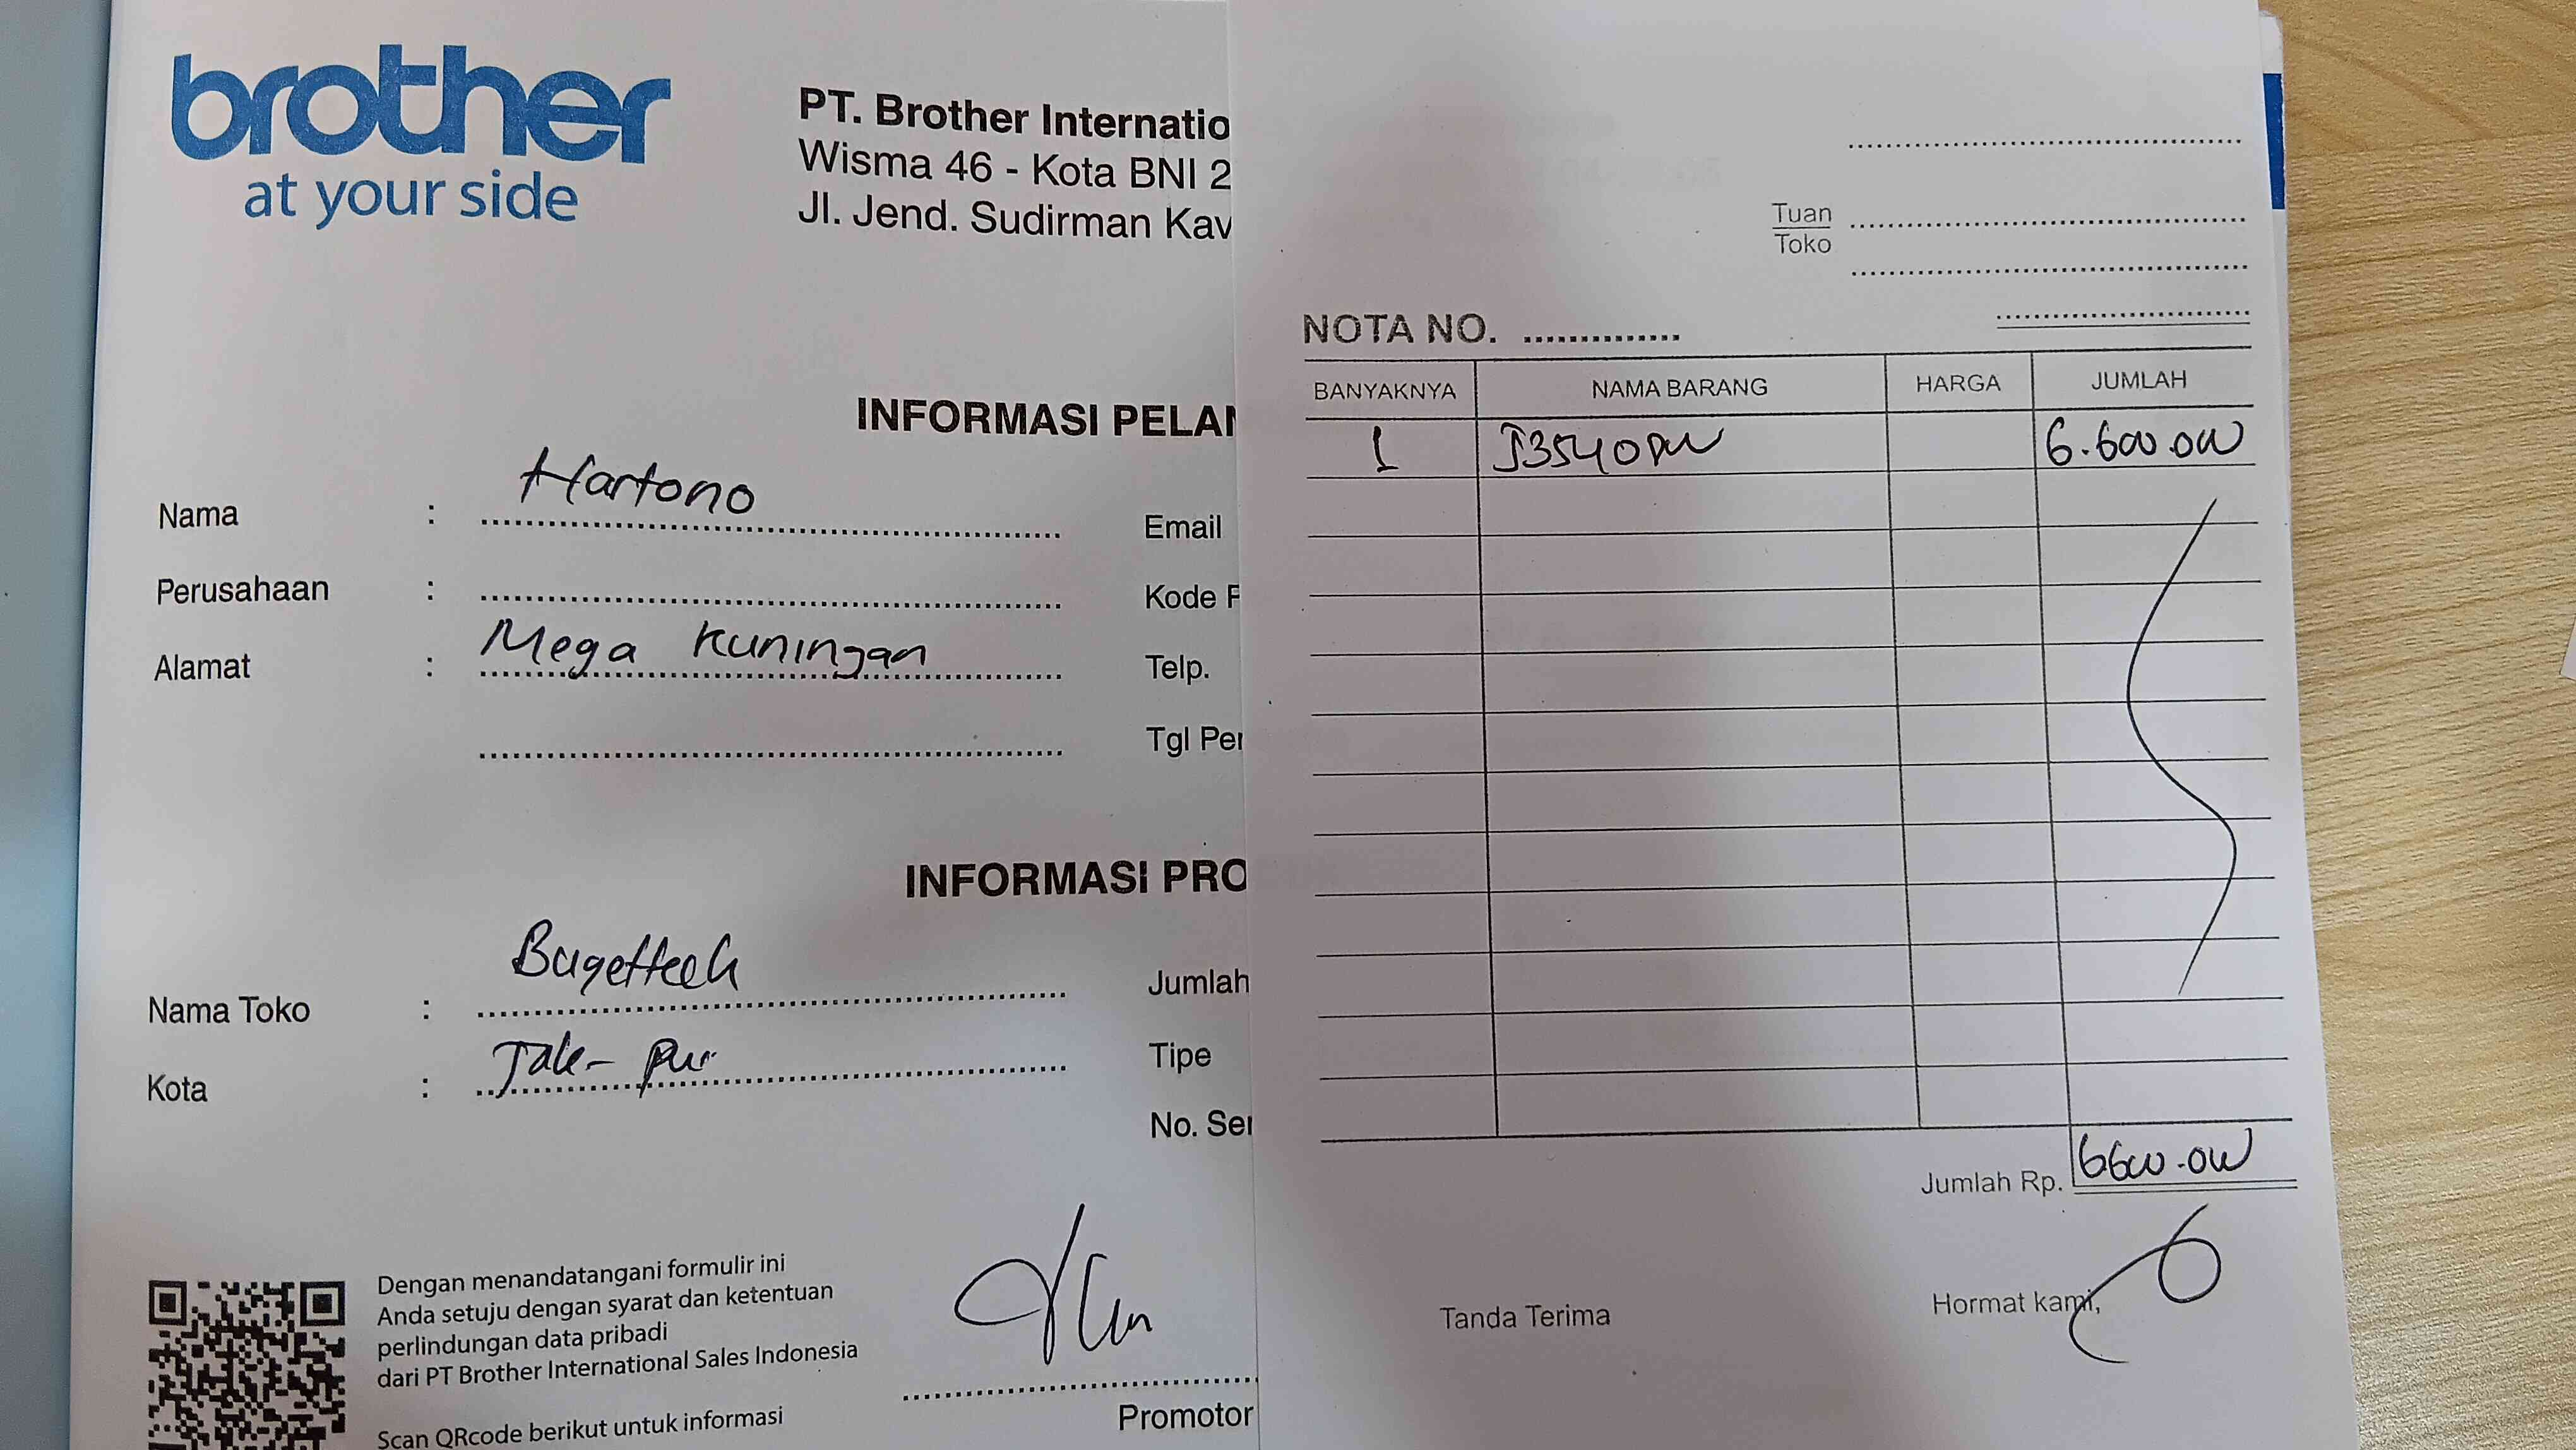 brother
at your side
PT. Brother Internatio
Wisma 46 - Kota BNI 2
Jl. Jend. Sudirman Kav
INFORMASI PELAN
Nama : Hartono
Email
Perusahaan :
Kode P
Alamat : Mega Kuningan
Telp.
Tgl Per
INFORMASI PRO
Nama Toko : Bugettech
Jumlah
Kota : Jak-Pus
Tipe
No. Ser
Dengan menandatangani formulir ini
Anda setuju dengan syarat dan ketentuan
perlindungan data pribadi
dari PT Brother International Sales Indonesia
Scan QRcode berikut untuk informasi
Promotor
Tuan
Toko
NOTA NO.
BANYAKNYA NAMA BARANG HARGA JUMLAH
1 J3540DW 6.600.000
Jumlah Rp. 6600.000
Tanda Terima
Hormat kami,